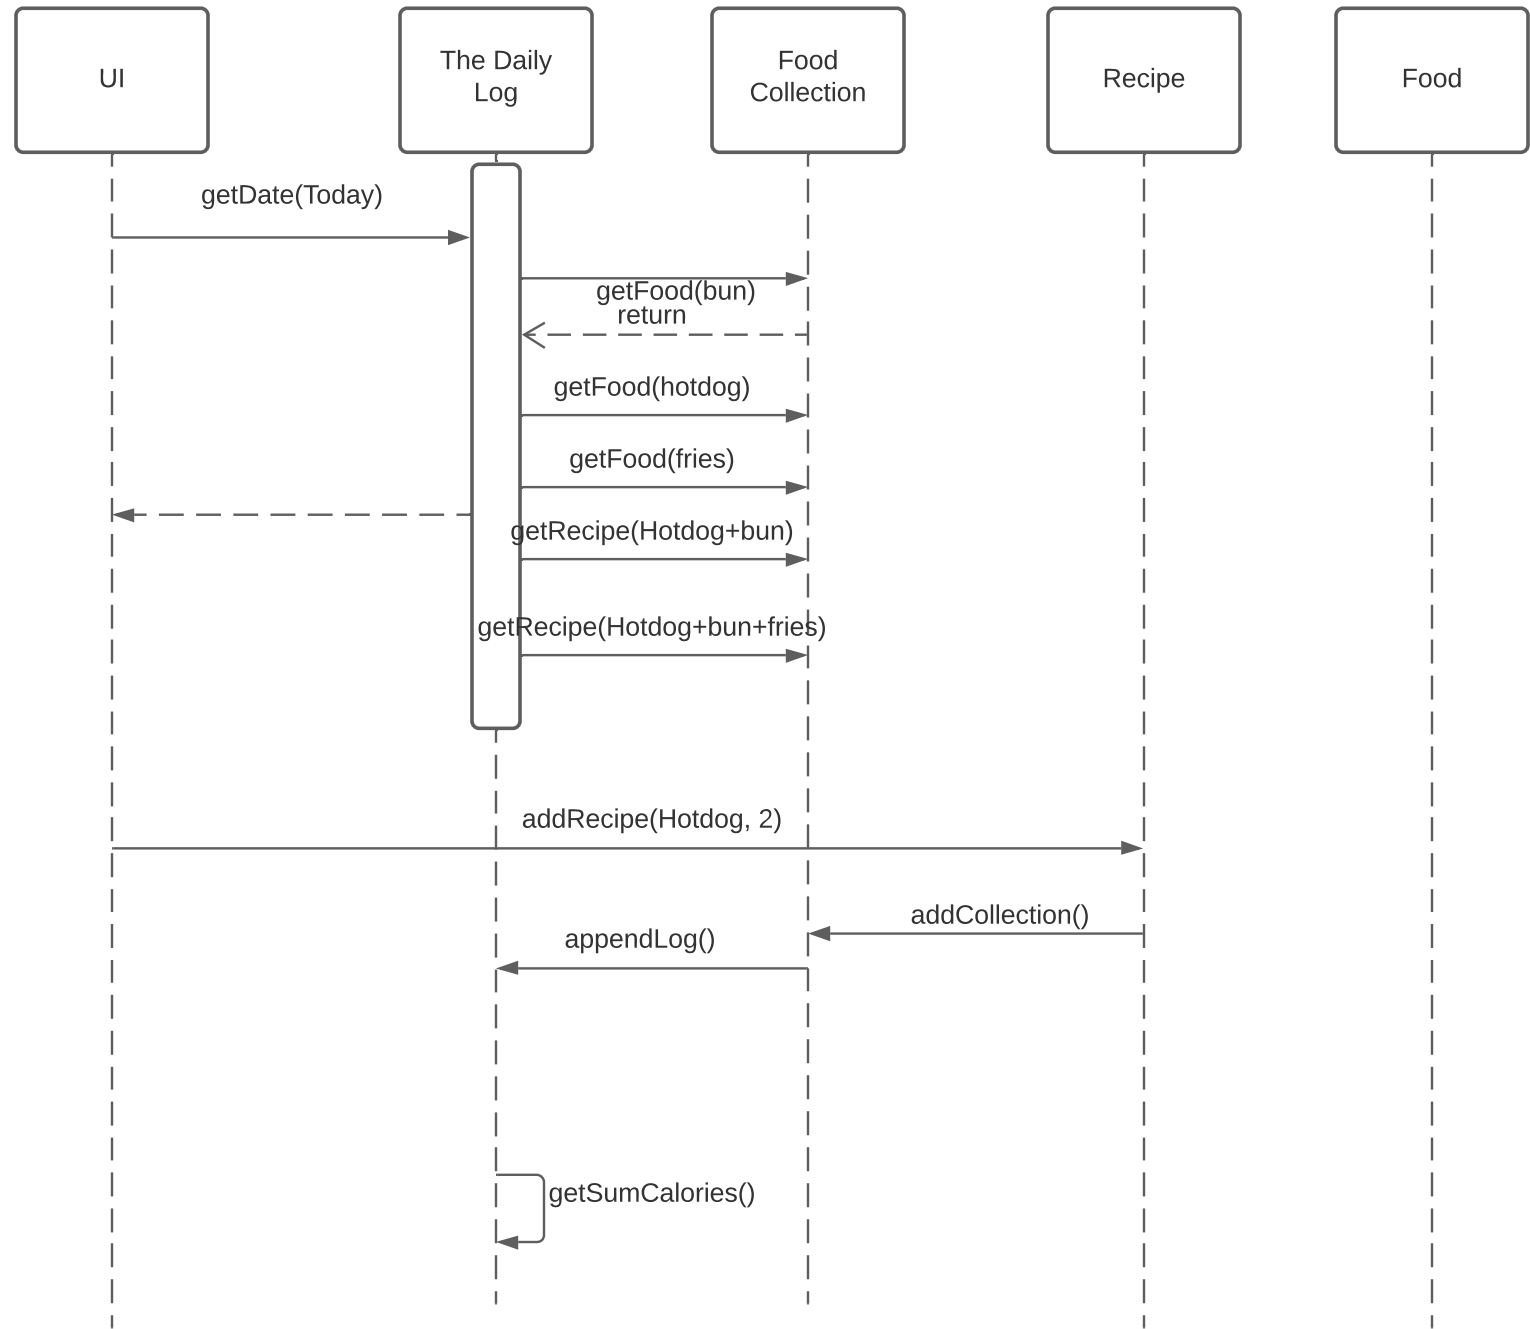 UI
The Daily
Log
Food
Collection
Recipe
Food
getDate(Today)
getFood(bun)
return
getFood(hotdog)
getFood(fries)
getRecipe(Hotdog+bun)
getRecipe(Hotdog+bun+fries)
addRecipe(Hotdog, 2)
addCollection()
appendLog()
getSumCalories()